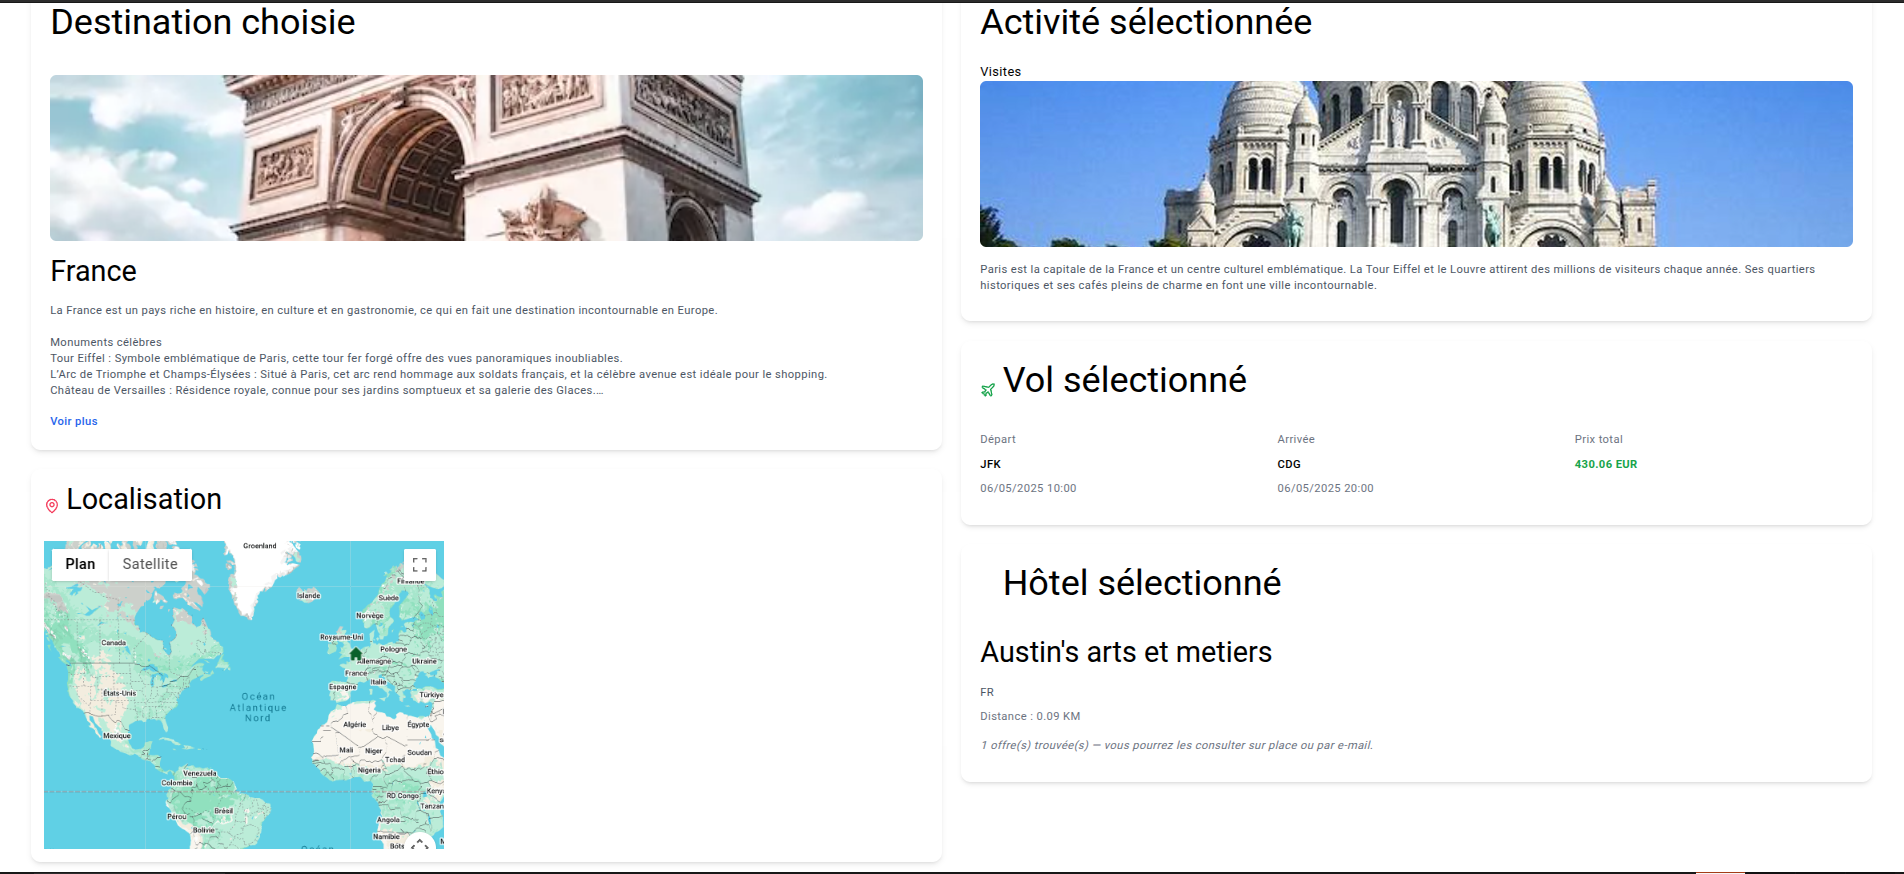 Destination choisie
France
La France est un pays riche en histoire, en culture et en gastronomie, ce qui en fait une destination incontournable en Europe.
Monuments célèbres
Tour Eiffel : Symbole emblématique de Paris, cette tour fer forgé offre des vues panoramiques inoubliables.
L'Arc de Triomphe et Champs-Élysées : Situé à Paris, cet arc rend hommage aux soldats français, et la célèbre avenue est idéale pour le shopping.
Château de Versailles : Résidence royale, connue pour ses jardins somptueux et sa galerie des Glaces....
Voir plus
Localisation
Plan
Satellite
Groenland
Finlande
Islande
Suède
Norvège
Royaume-Uni
Canada
Pologne
Allemagne
Ukraine
France
Italie
Espagne
Türkiye
États-Unis
Océan
Atlantique
Nord
Algérie
Libye
Égypte
Mexique
Mali
Niger
Soudan
Tchad
Nigeria
Éthio
Venezuela
Colombie
RD Congo
Keny
Tanzan
Brésil
Pérou
Angola
Bolivie
Namibie
Bots
Océan
Activité sélectionnée
Visites
Paris est la capitale de la France et un centre culturel emblématique. La Tour Eiffel et le Louvre attirent des millions de visiteurs chaque année. Ses quartiers
historiques et ses cafés pleins de charme en font une ville incontournable.
Vol sélectionné
Départ
JFK
06/05/2025 10:00
Arrivée
CDG
06/05/2025 20:00
Prix total
430.06 EUR
Hôtel sélectionné
Austin's arts et metiers
FR
Distance : 0.09 KM
1 offre(s) trouvée(s) — vous pourrez les consulter sur place ou par e-mail.